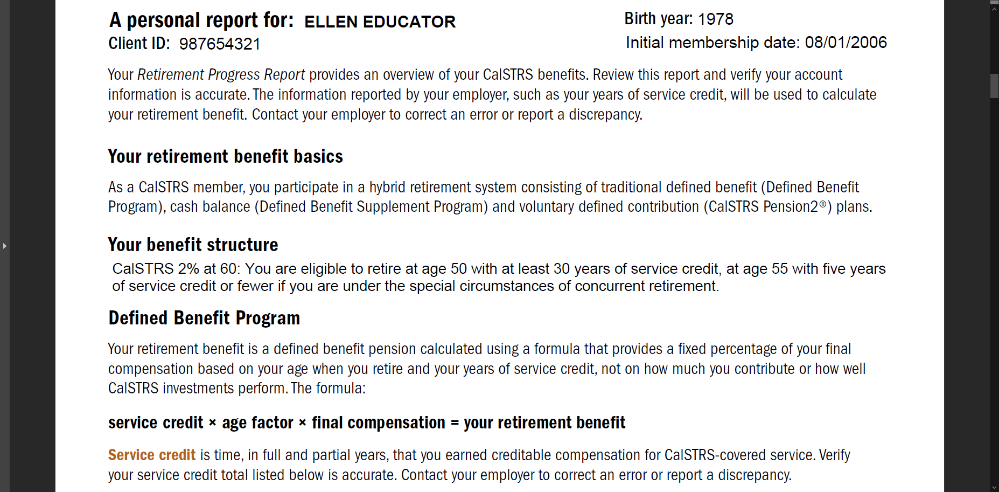 A personal report for: ELLEN EDUCATOR
Birth year: 1978
Client ID: 987654321
Initial membership date: 08/01/2006
Your Retirement Progress Report provides an overview of your CalSTRS benefits. Review this report and verify your account
information is accurate. The information reported by your employer, such as your years of service credit, will be used to calculate
your retirement benefit. Contact your employer to correct an error or report a discrepancy.
Your retirement benefit basics
As a CalSTRS member, you participate in a hybrid retirement system consisting of traditional defined benefit (Defined Benefit
Program), cash balance (Defined Benefit Supplement Program) and voluntary defined contribution (CalSTRS Pension2®) plans.
Your benefit structure
CalSTRS 2% at 60: You are eligible to retire at age 50 with at least 30 years of service credit, at age 55 with five years
of service credit or fewer if you are under the special circumstances of concurrent retirement.
Defined Benefit Program
Your retirement benefit is a defined benefit pension calculated using a formula that provides a fixed percentage of your final
compensation based on your age when you retire and your years of service credit, not on how much you contribute or how well
CalSTRS investments perform. The formula:
service credit × age factor × final compensation = your retirement benefit
Service credit is time, in full and partial years, that you earned creditable compensation for CalSTRS-covered service. Verify
your service credit total listed below is accurate. Contact your employer to correct an error or report a discrepancy.